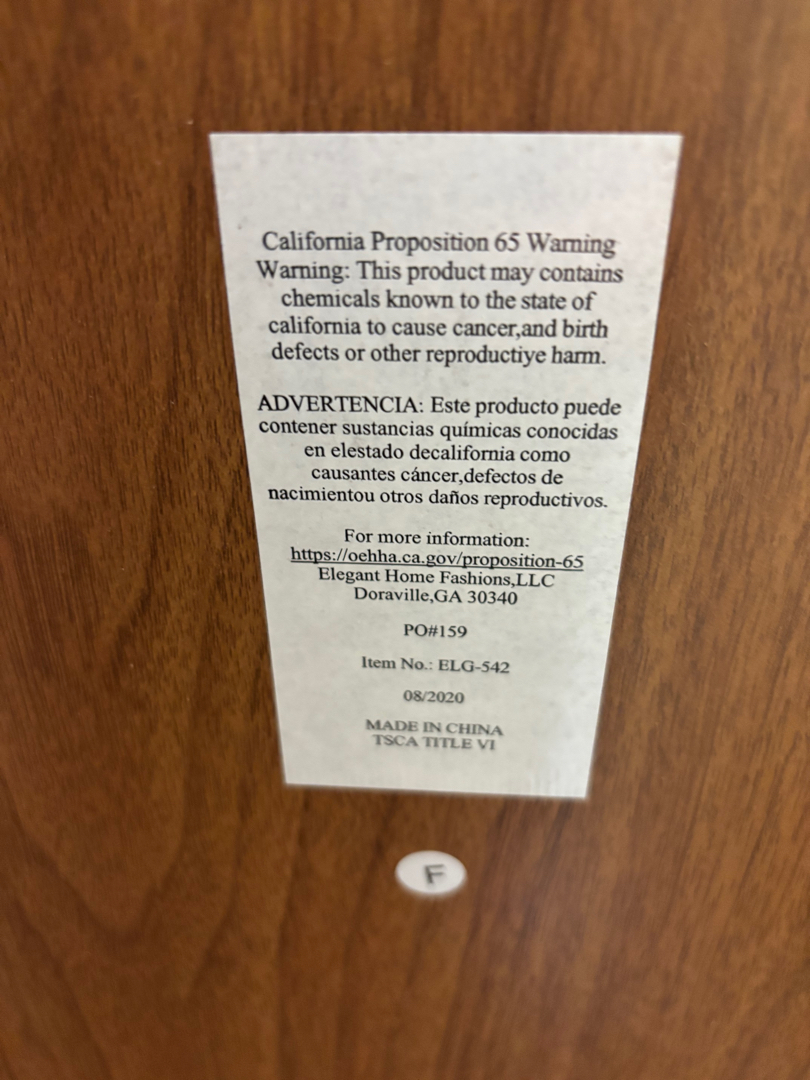 California Proposition 65 Warning
Warning: This product may contains
chemicals known to the state of
california to cause cancer,and birth
defects or other reproductiye harm.
ADVERTENCIA: Este producto puede
contener sustancias químicas conocidas
en elestado decalifornia como
causantes cáncer,defectos de
nacimientou otros daños reproductivos.
For more information:
https://oehha.ca.gov/proposition-65
Elegant Home Fashions,LLC
Doraville,GA 30340
PO#159
Item No.: ELG-542
08/2020
MADE IN CHINA
TSCA TITLE VI
F